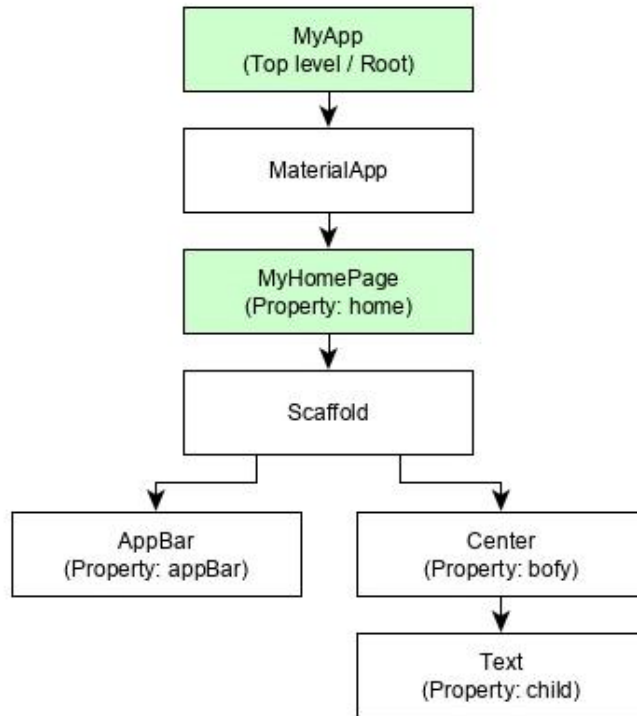 MyApp
(Top level / Root)
MaterialApp
MyHomePage
(Property: home)
Scaffold
AppBar
(Property: appBar)
Center
(Property: bofy)
Text
(Property: child)